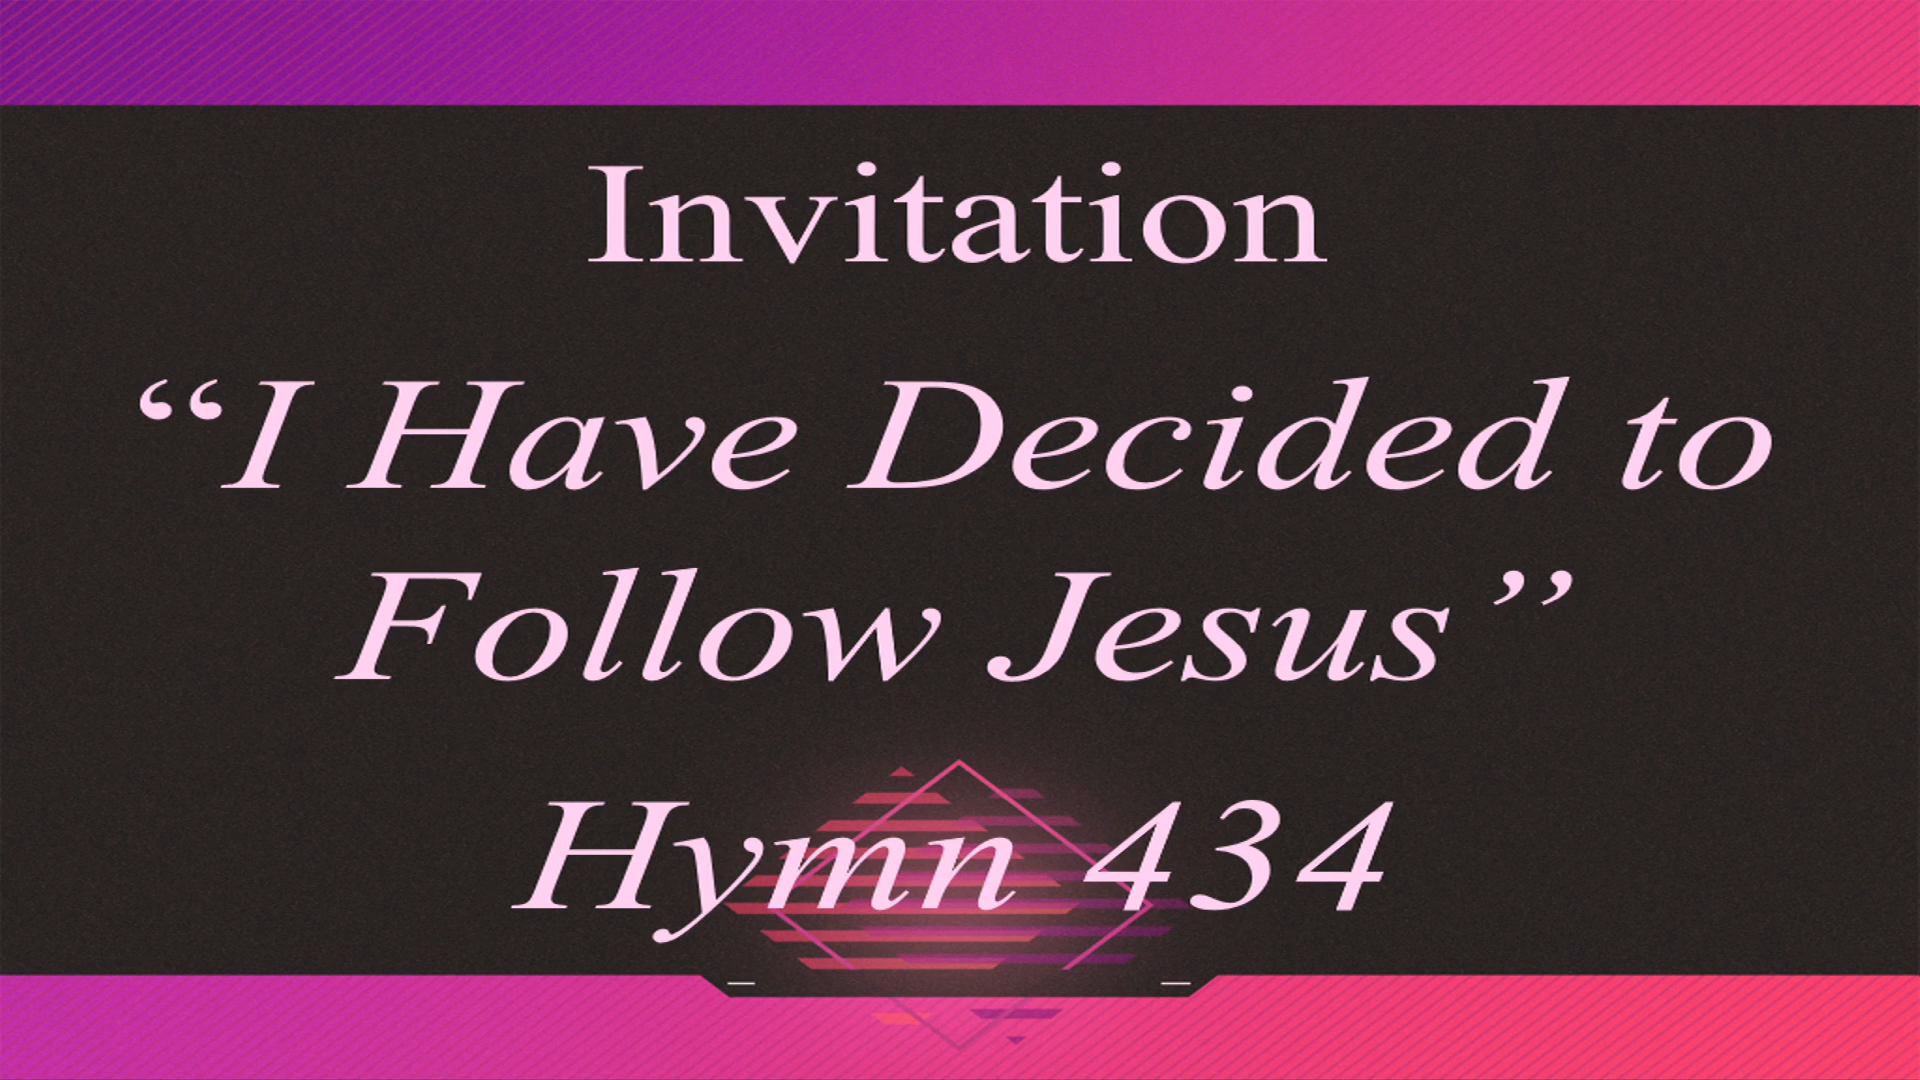 Invitation
“I Have Decided to
Follow Jesus”
Hymn 434